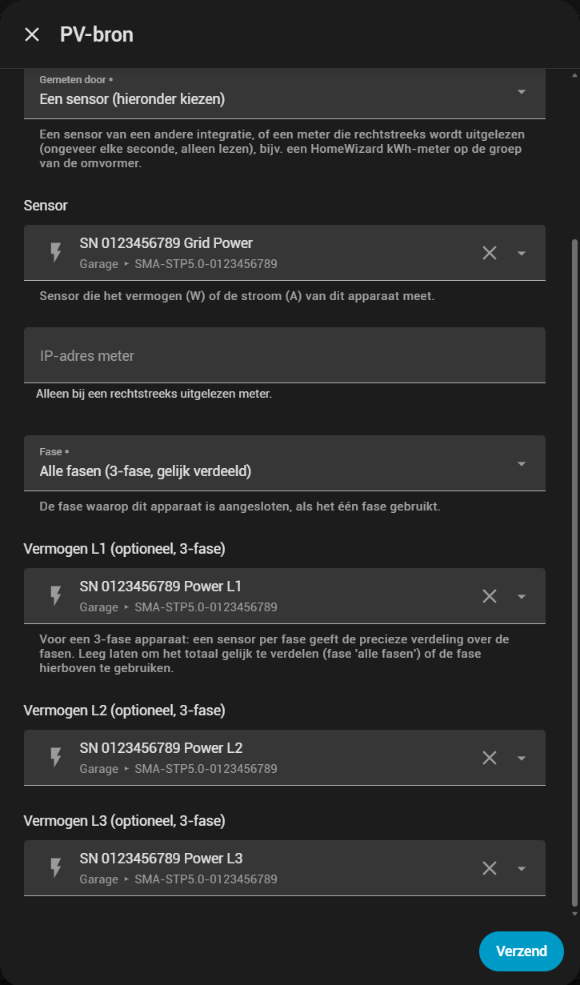 PV-bron
Gemeten door *
Een sensor (hieronder kiezen)
Een sensor van een andere integratie, of een meter die rechtstreeks wordt uitgelezen
(ongeveer elke seconde, alleen lezen), bijv. een HomeWizard kWh-meter op de groep
van de omvormer.
Sensor
SN 0123456789 Grid Power
Garage ▸ SMA-STP5.0-0123456789
Sensor die het vermogen (W) of de stroom (A) van dit apparaat meet.
IP-adres meter
Alleen bij een rechtstreeks uitgelezen meter.
Fase *
Alle fasen (3-fase, gelijk verdeeld)
De fase waarop dit apparaat is aangesloten, als het één fase gebruikt.
Vermogen L1 (optioneel, 3-fase)
SN 0123456789 Power L1
Garage ▸ SMA-STP5.0-0123456789
Voor een 3-fase apparaat: een sensor per fase geeft de precieze verdeling over de
fasen. Leeg laten om het totaal gelijk te verdelen (fase 'alle fasen') of de fase
hierboven te gebruiken.
Vermogen L2 (optioneel, 3-fase)
SN 0123456789 Power L2
Garage ▸ SMA-STP5.0-0123456789
Vermogen L3 (optioneel, 3-fase)
SN 0123456789 Power L3
Garage ▸ SMA-STP5.0-0123456789
Verzend